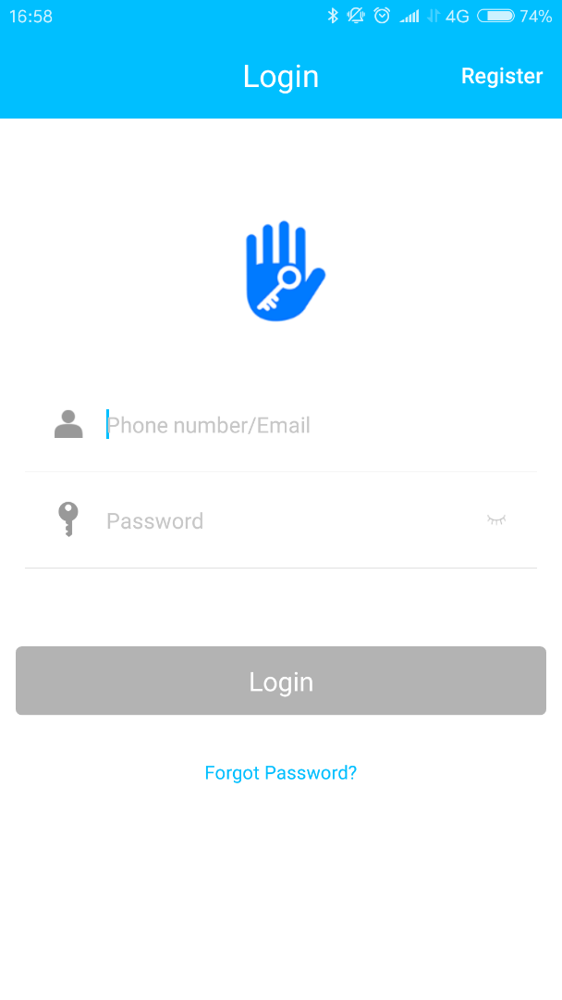 16:58 4G 74%
Login Register
Phone number/Email
Password
Login
Forgot Password?